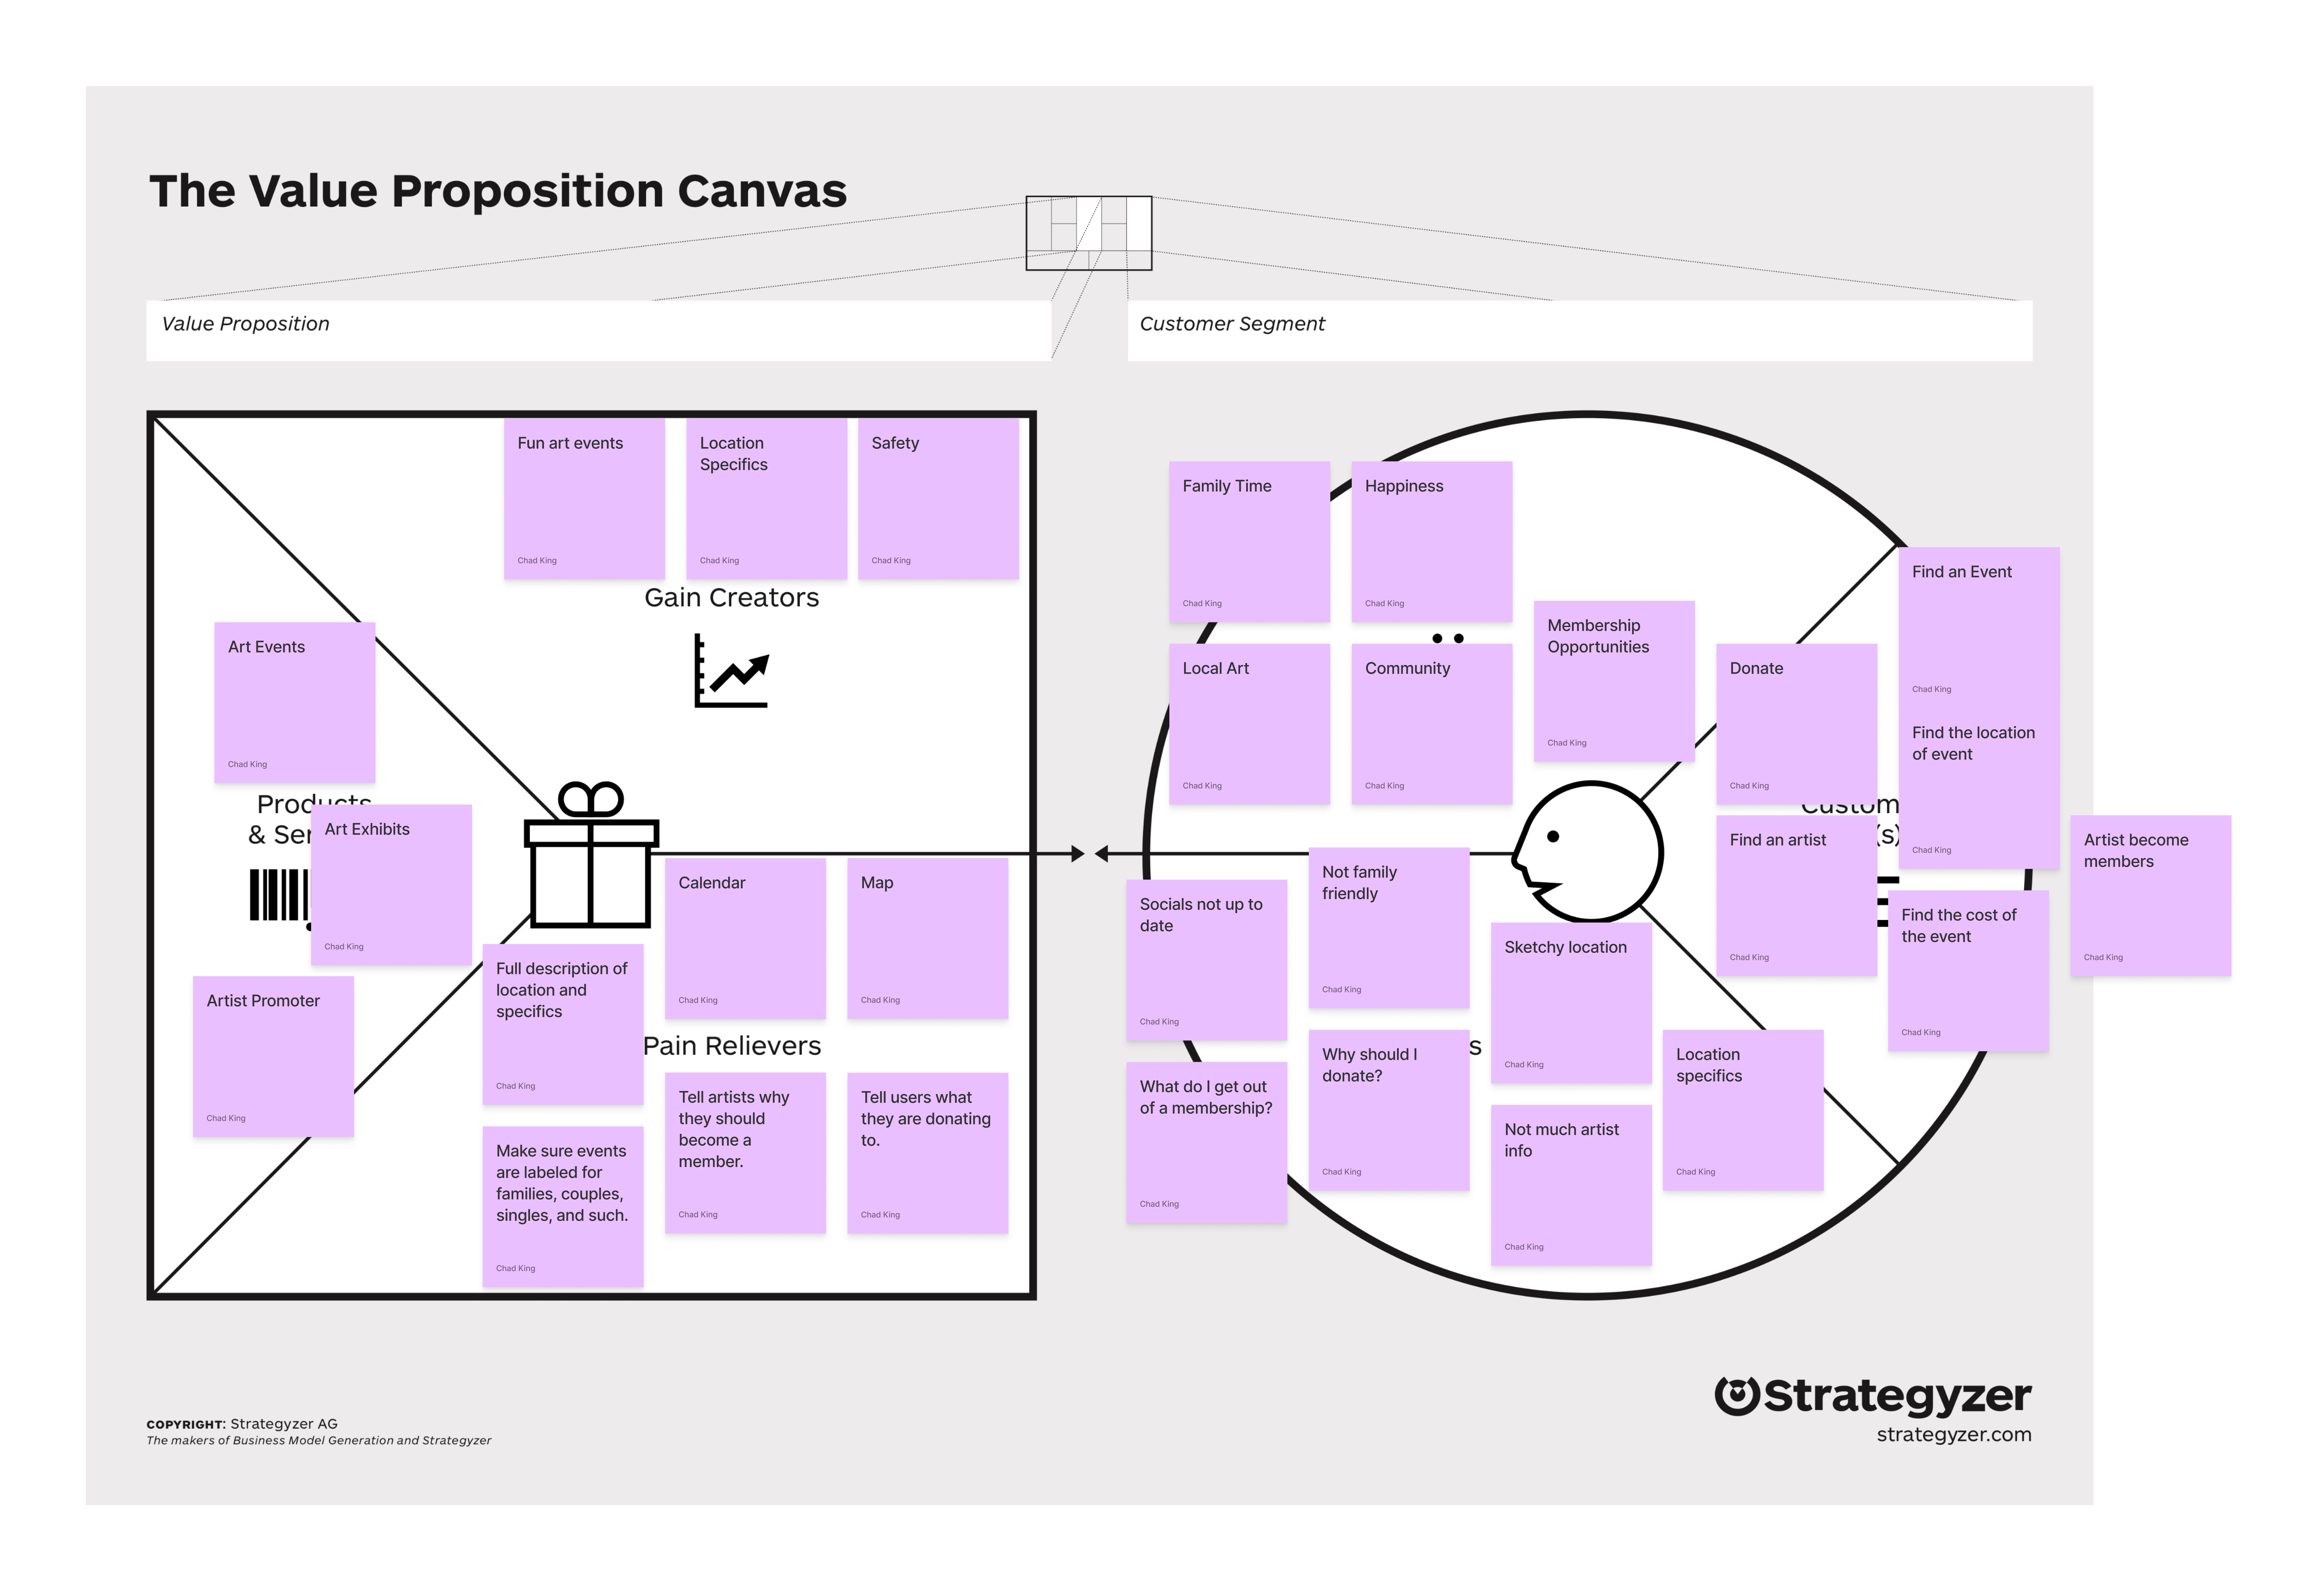 The Value Proposition Canvas
Value Proposition
Customer Segment
Fun art events
Chad King
Location
Specifics
Chad King
Safety
Chad King
Gain Creators
Art Events
Chad King
Products
& Ser
Art Exhibits
Chad King
Artist Promoter
Chad King
Full description of
location and
specifics
Chad King
Calendar
Chad King
Map
Chad King
Pain Relievers
Make sure events
are labeled for
families, couples,
singles, and such.
Chad King
Tell artists why
they should
become a
member.
Chad King
Tell users what
they are donating
to.
Chad King
Family Time
Chad King
Happiness
Chad King
Local Art
Chad King
Community
Chad King
Membership
Opportunities
Chad King
Donate
Chad King
Find an Event
Chad King
Find the location
of event
Chad King
Custom
(s)
Find an artist
Chad King
Find the cost of
the event
Chad King
Artist become
members
Chad King
Socials not up to
date
Chad King
Not family
friendly
Chad King
Sketchy location
Chad King
What do I get out
of a membership?
Chad King
Why should I
donate?
Chad King
s
Not much artist
info
Chad King
Location
specifics
Chad King
COPYRIGHT: Strategyzer AG
The makers of Business Model Generation and Strategyzer
Strategyzer
strategyzer.com